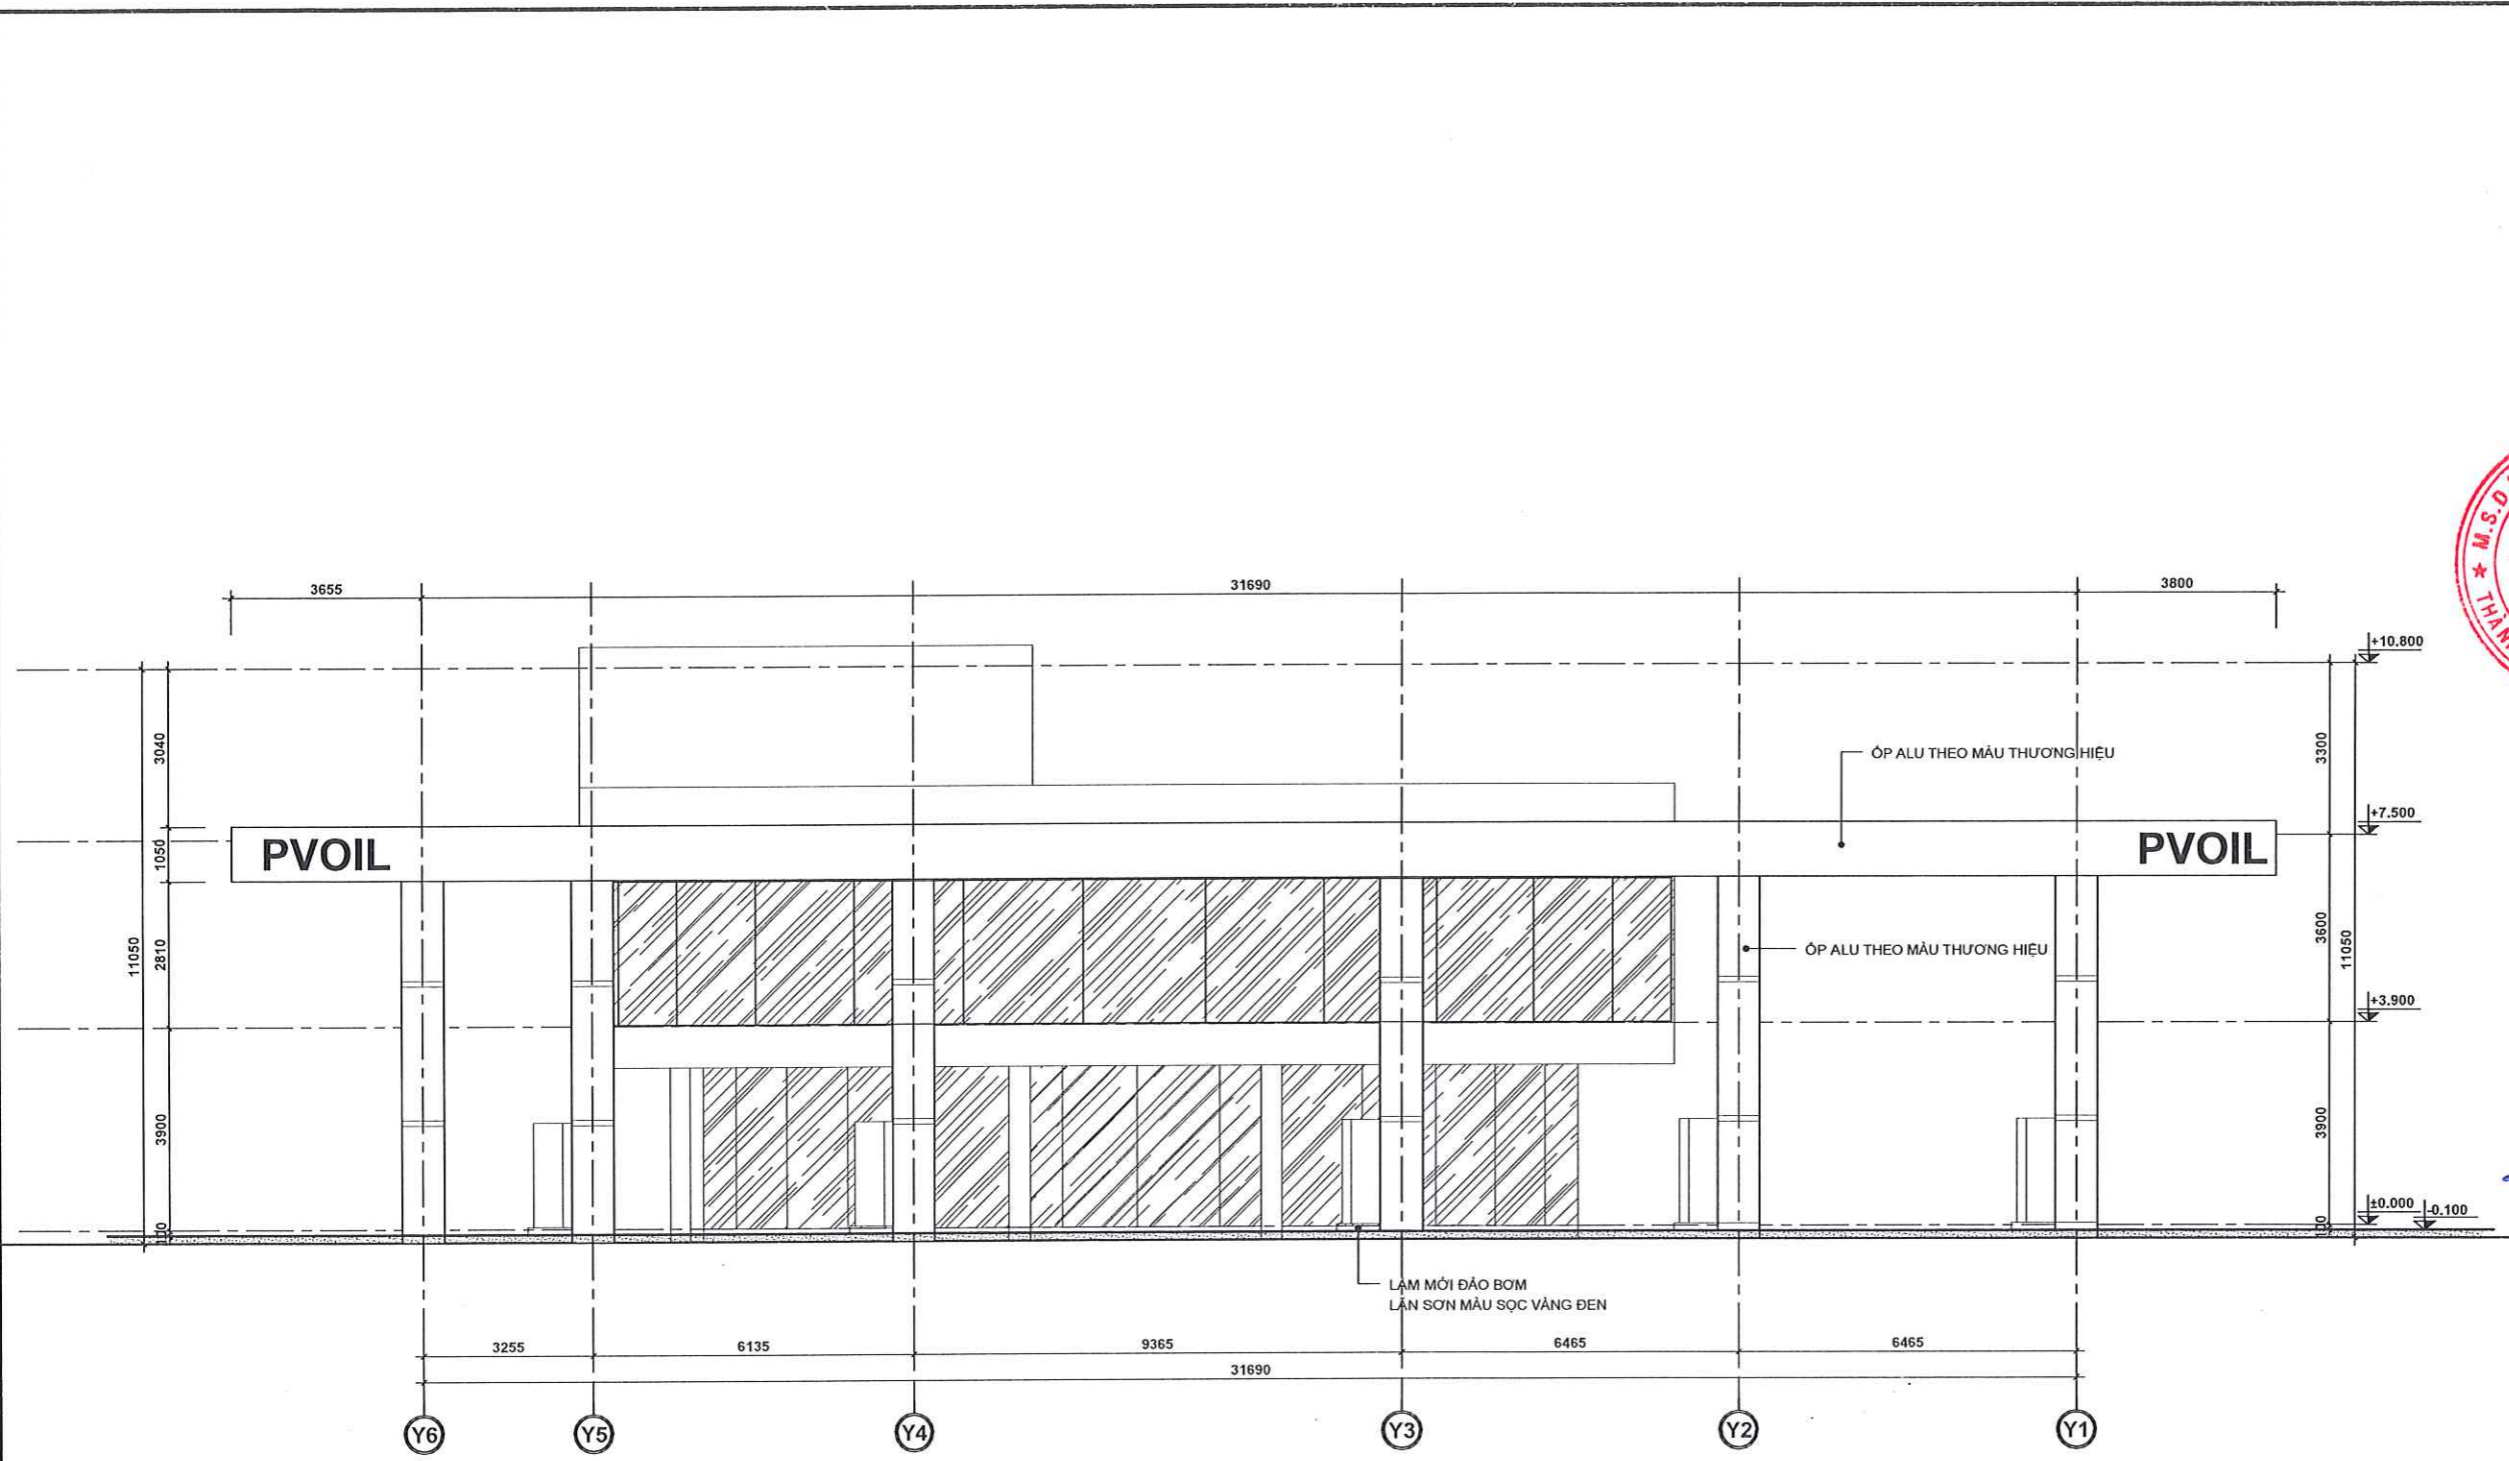 3655
31690
3800
★ M.S.D
+10.800
3040
3300
ỐP ALU THEO MÀU THƯƠNG HIỆU
+7.500
1050
PVOIL
PVOIL
11050
2810
3600
11050
ỐP ALU THEO MÀU THƯƠNG HIỆU
+3.900
3900
3900
±0.000
-0.100
LÀM MỚI ĐẢO BƠM
LĂN SƠN MÀU SỌC VÀNG ĐEN
3255
6135
9365
6465
6465
31690
Y6
Y5
Y4
Y3
Y2
Y1